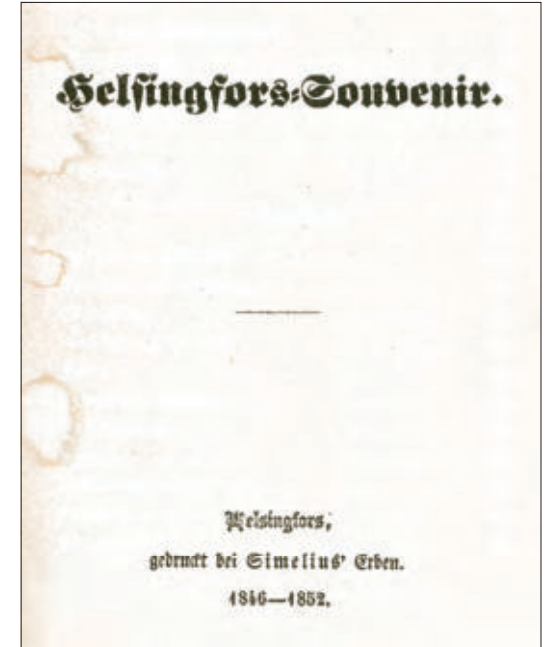 Helsingfors-Souvenir.
Helsingfors,
gedruckt bei Simelius' Erben.
1846—1852.